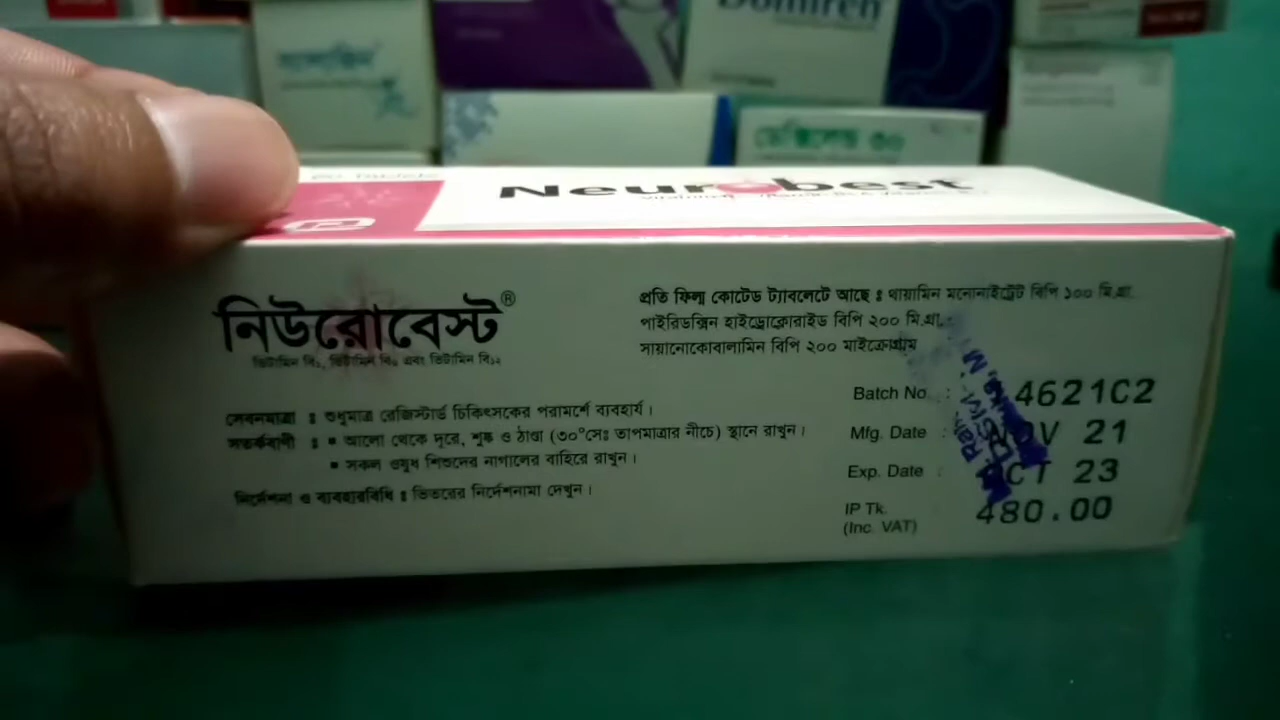 Domiren
ডেক্সিলেন্ড ৩০
Neurobest
নিউরোবেস্ট®
ভিটামিন বি১, ভিটামিন বি৬ এবং ভিটামিন বি১২
প্রতি ফিল্ম কোটেড ট্যাবলেটে আছে : থায়ামিন মনোনাইট্রেট বিপি ১০০ মি.গ্রা.
পাইরিডক্সিন হাইড্রোক্লোরাইড বিপি ২০০ মি.গ্রা.
সায়ানোকোবালামিন বিপি ২০০ মাইক্রোগ্রাম
সেবনমাত্রা : শুধুমাত্র রেজিস্টার্ড চিকিৎসকের পরামর্শে ব্যবহার্য।
সতর্কবাণী : • আলো থেকে দূরে, শুষ্ক ও ঠাণ্ডা (৩০°সেঃ তাপমাত্রার নীচে) স্থানে রাখুন।
• সকল ওষুধ শিশুদের নাগালের বাহিরে রাখুন।
নির্দেশনা ও ব্যবহারবিধি : ভিতরের নির্দেশনামা দেখুন।
Batch No. : 4621C2
Mfg. Date : NOV 21
Exp. Date : OCT 23
IP Tk. 480.00
(Inc. VAT)